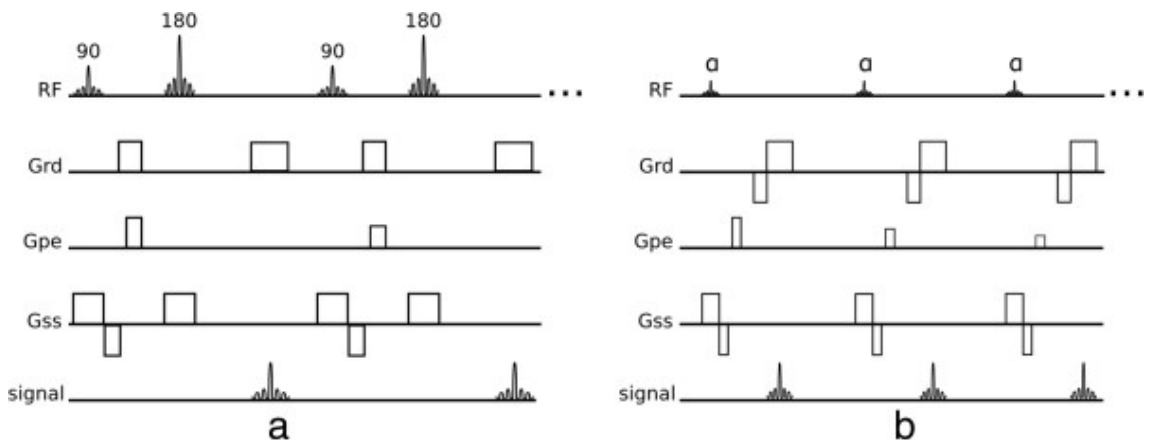 90 180 90 180
RF ...
Grd
Gpe
Gss
signal
a
α α α
RF ...
Grd
Gpe
Gss
signal
b